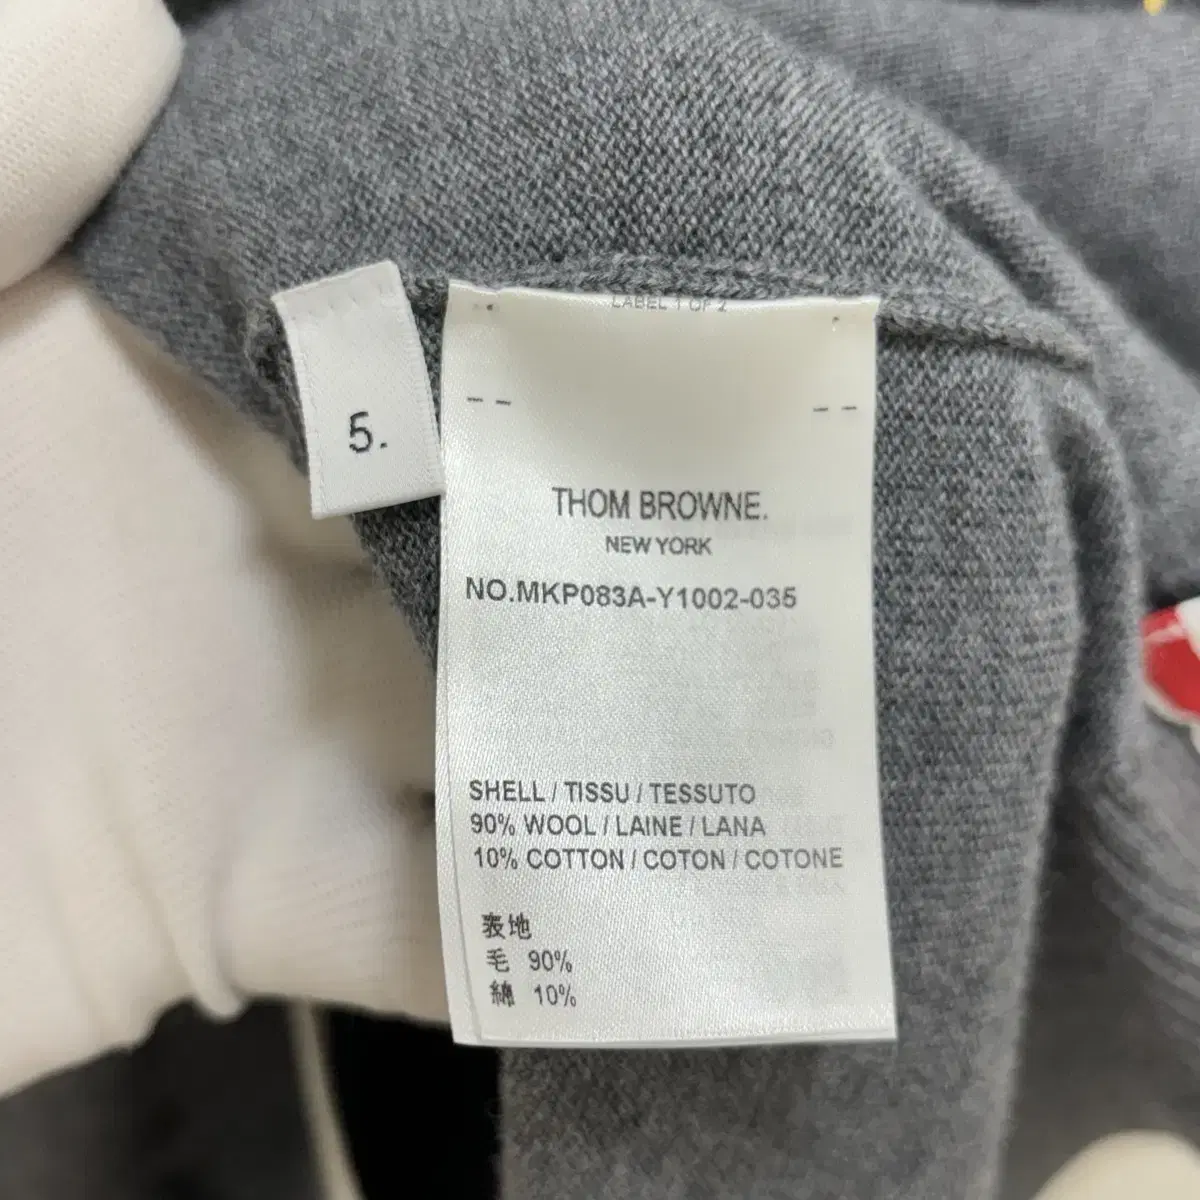 LABEL 1 OF 2
5.
THOM BROWNE.
NEW YORK
NO.MKP083A-Y1002-035
SHELL / TISSU / TESSUTO
90% WOOL / LAINE / LANA
10% COTTON / COTON / COTONE
表地
毛 90%
綿 10%